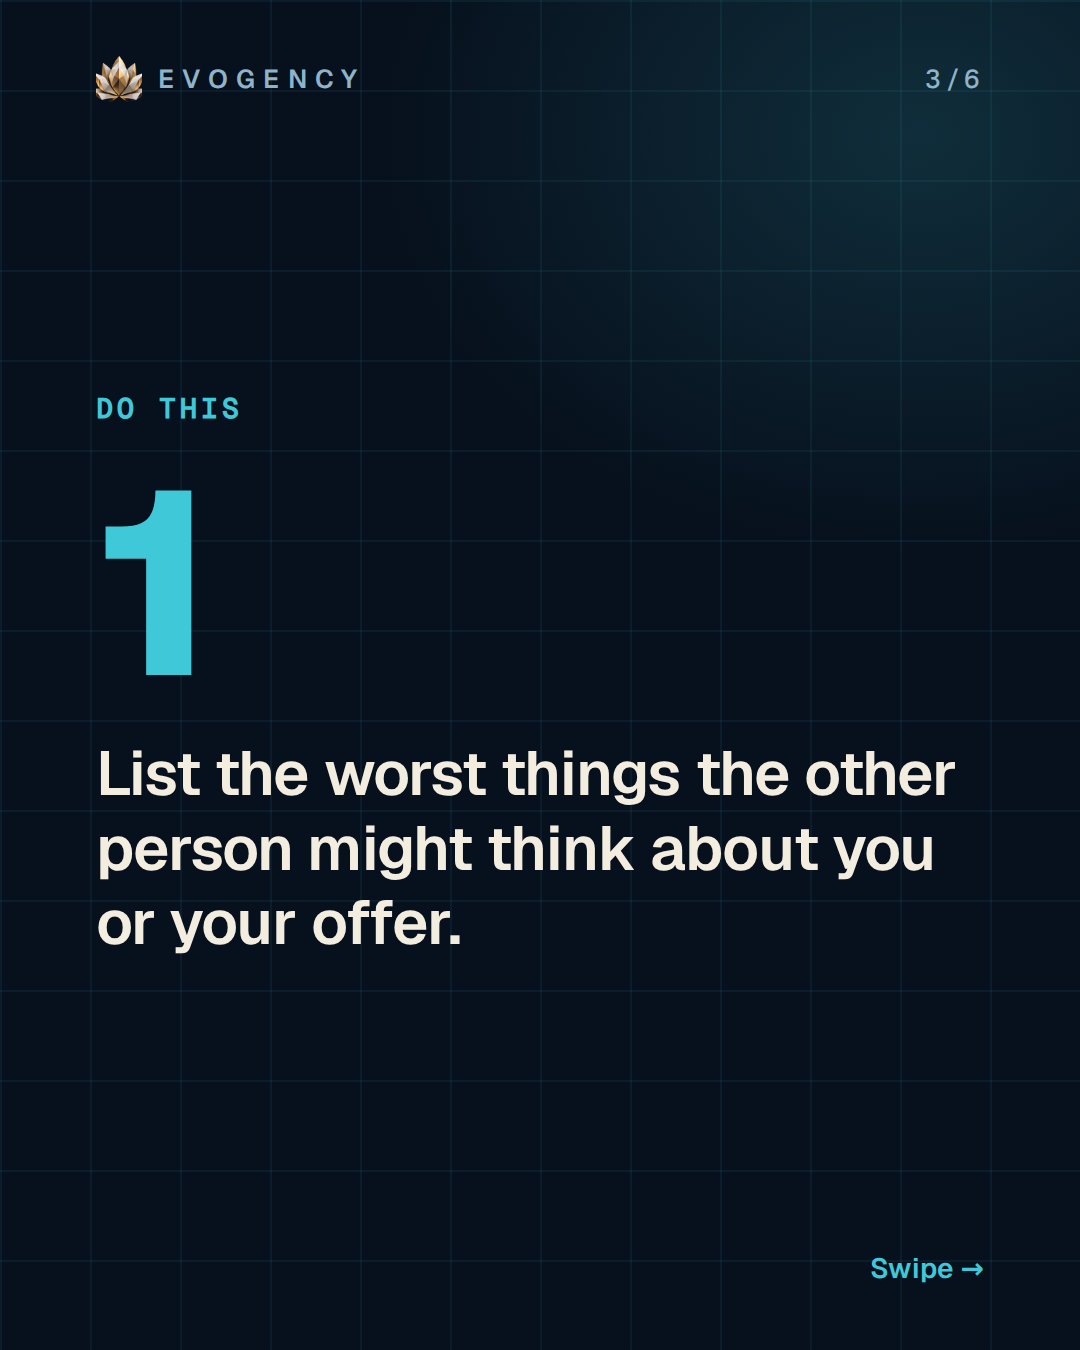 EVOGENCY
3/6
DO THIS
1
List the worst things the other
person might think about you
or your offer.
Swipe →